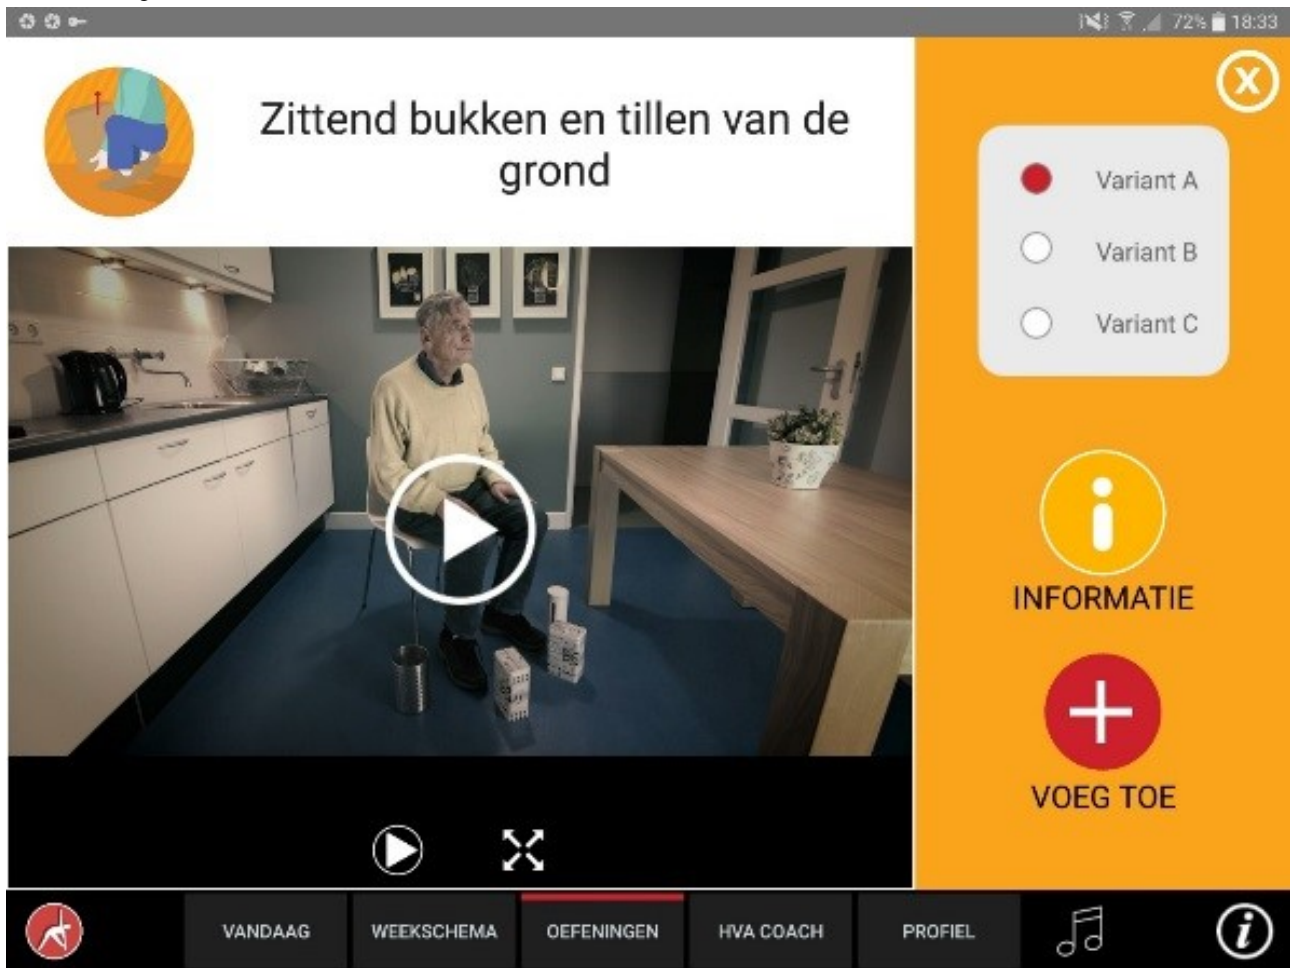 72% 18:33
Zittend bukken en tillen van de
grond
X
Variant A
Variant B
Variant C
i
INFORMATIE
VOEG TOE
VANDAAG
WEEKSCHEMA
OEFENINGEN
HVA COACH
PROFIEL
i